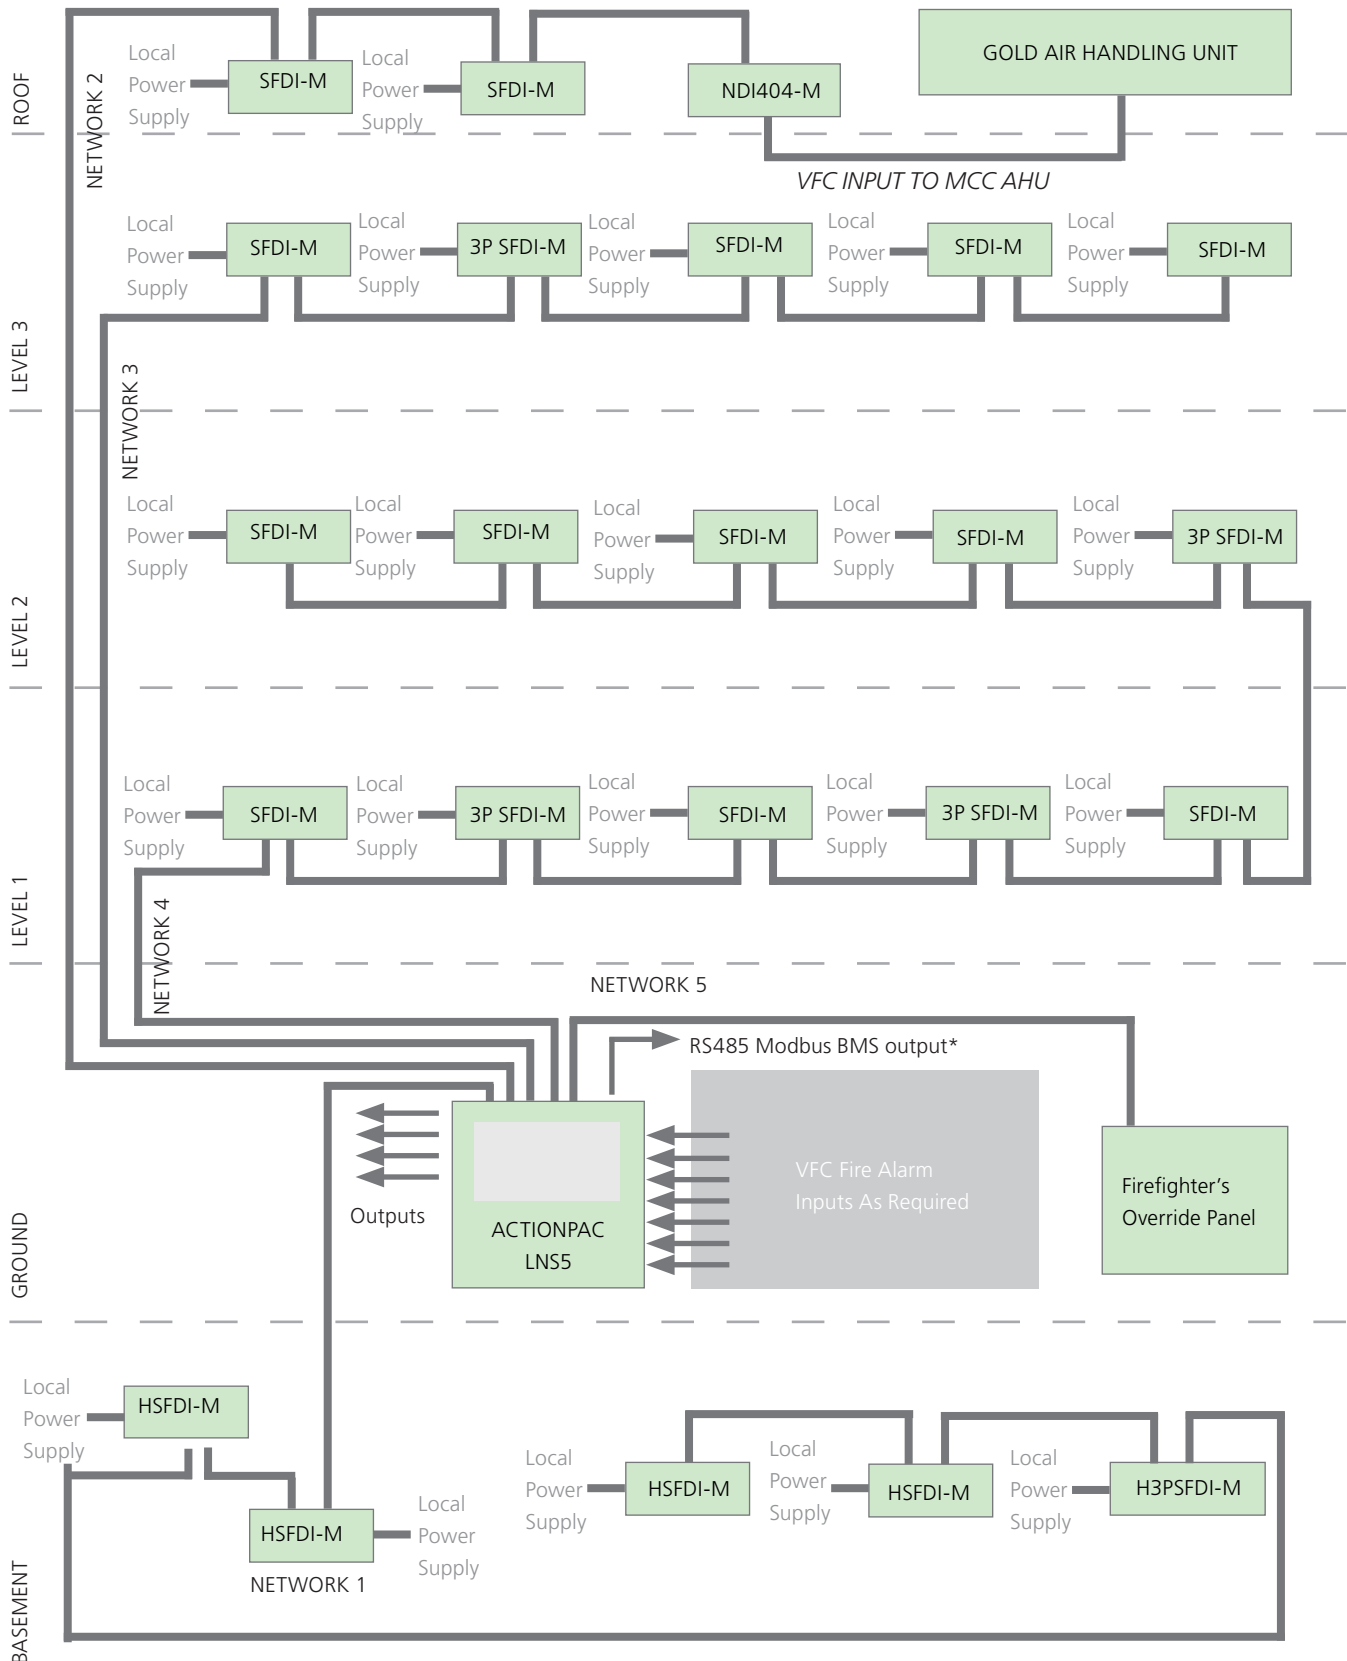 ROOF
NETWORK 2
Local
Power
Supply
SFDI-M
Local
Power
Supply
SFDI-M
NDI404-M
GOLD AIR HANDLING UNIT
VFC INPUT TO MCC AHU
LEVEL 3
NETWORK 3
Local
Power
Supply
SFDI-M
Local
Power
Supply
3P SFDI-M
Local
Power
Supply
SFDI-M
Local
Power
Supply
SFDI-M
Local
Power
Supply
SFDI-M
LEVEL 2
Local
Power
Supply
SFDI-M
Local
Power
Supply
SFDI-M
Local
Power
Supply
SFDI-M
Local
Power
Supply
SFDI-M
Local
Power
Supply
3P SFDI-M
LEVEL 1
NETWORK 4
Local
Power
Supply
SFDI-M
Local
Power
Supply
3P SFDI-M
Local
Power
Supply
SFDI-M
Local
Power
Supply
3P SFDI-M
Local
Power
Supply
SFDI-M
GROUND
NETWORK 5
RS485 Modbus BMS output*
Outputs
ACTIONPAC
LNS5
VFC Fire Alarm
Inputs As Required
Firefighter's
Override Panel
BASEMENT
Local
Power
Supply
HSFDI-M
HSFDI-M
Local
Power
Supply
NETWORK 1
Local
Power
Supply
HSFDI-M
Local
Power
Supply
HSFDI-M
Local
Power
Supply
H3PSFDI-M